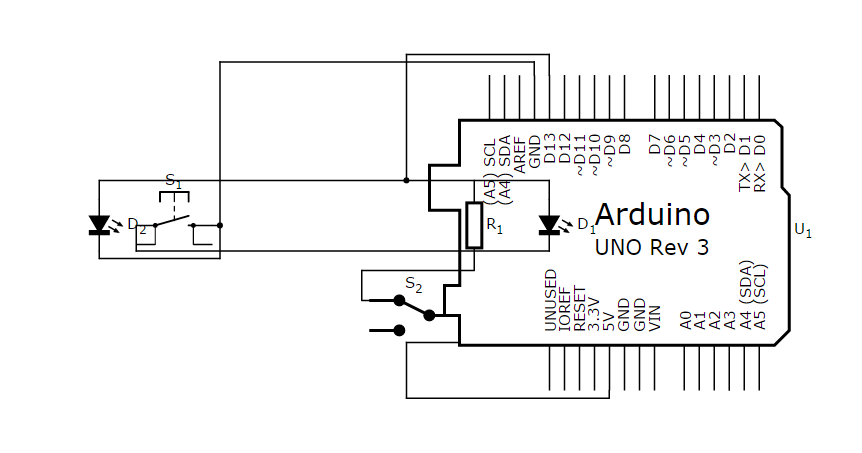 (A5) SCL
(A4) SDA
AREF
GND
D13
D12
~D11
~D10
~D9
D8
D7
~D6
~D5
D4
~D3
D2
TX> D1
RX> D0
S1
D2
R1
D1
Arduino
UNO Rev 3
U1
S2
UNUSED
IOREF
RESET
3.3V
5V
GND
GND
VIN
A0
A1
A2
A3
A4 (SDA)
A5 (SCL)